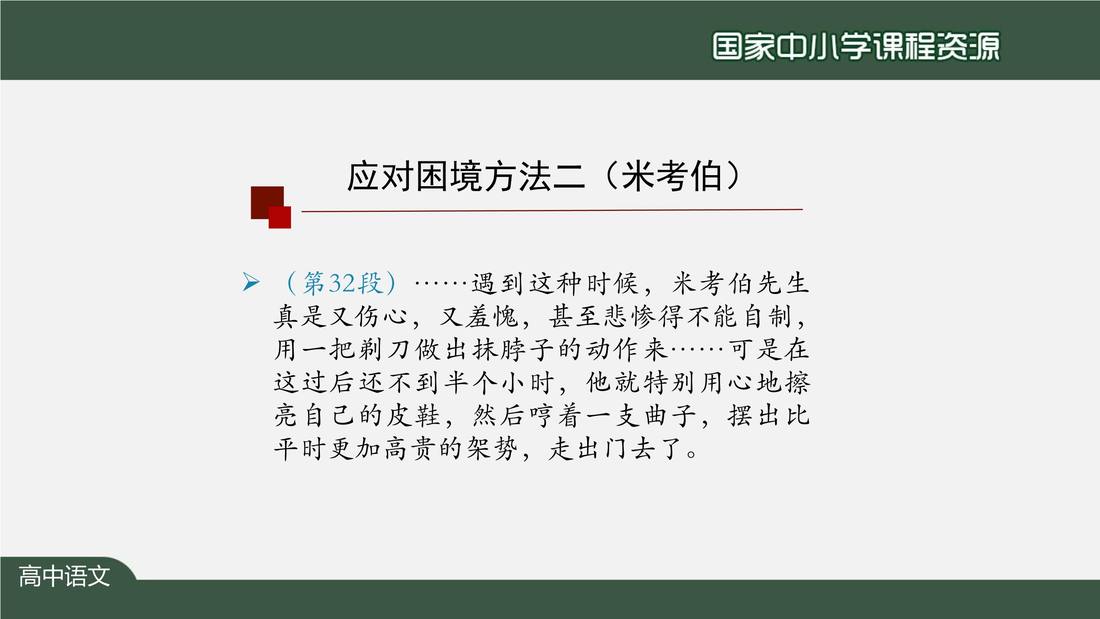 国家中小学课程资源
应对困境方法二（米考伯）
（第32段）……遇到这种时候，米考伯先生
真是又伤心，又羞愧，甚至悲惨得不能自制，
用一把剃刀做出抹脖子的动作来……可是在
这过后还不到半个小时，他就特别用心地擦
亮自己的皮鞋，然后哼着一支曲子，摆出比
平时更加高贵的架势，走出门去了。
高中语文